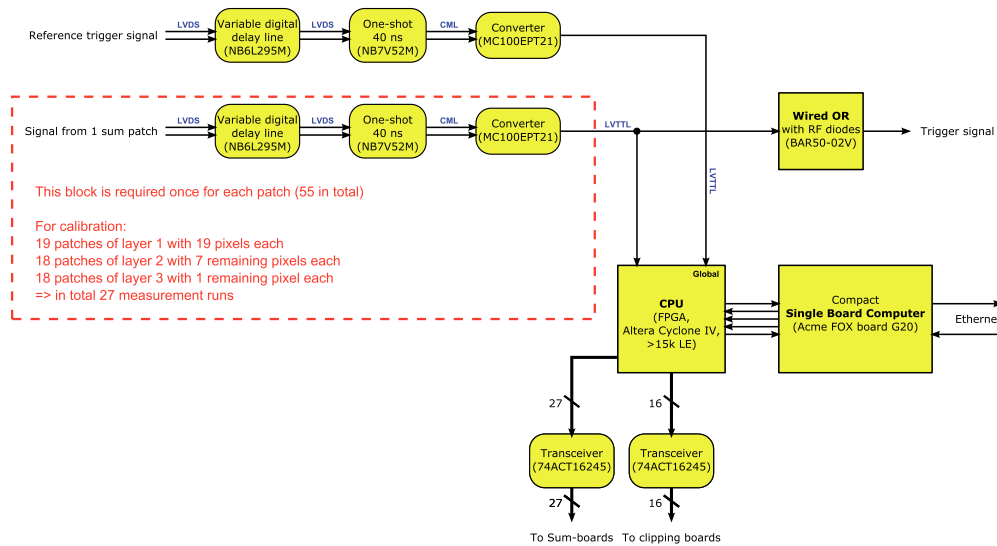 Reference trigger signal
LVDS
Variable digital
delay line
(NB6L295M)
LVDS
One-shot
40 ns
(NB7V52M)
CML
Converter
(MC100EPT21)
Signal from 1 sum patch
LVDS
Variable digital
delay line
(NB6L295M)
LVDS
One-shot
40 ns
(NB7V52M)
CML
Converter
(MC100EPT21)
LVTTL
LVTTL
Wired OR
with RF diodes
(BAR50-02V)
Trigger signal
This block is required once for each patch (55 in total)
For calibration:
19 patches of layer 1 with 19 pixels each
18 patches of layer 2 with 7 remaining pixels each
18 patches of layer 3 with 1 remaining pixel each
=> in total 27 measurement runs
Global
CPU
(FPGA,
Altera Cyclone IV,
>15k LE)
Compact
Single Board Computer
(Acme FOX board G20)
Etherne
27
16
Transceiver
(74ACT16245)
Transceiver
(74ACT16245)
27
16
To Sum-boards
To clipping boards